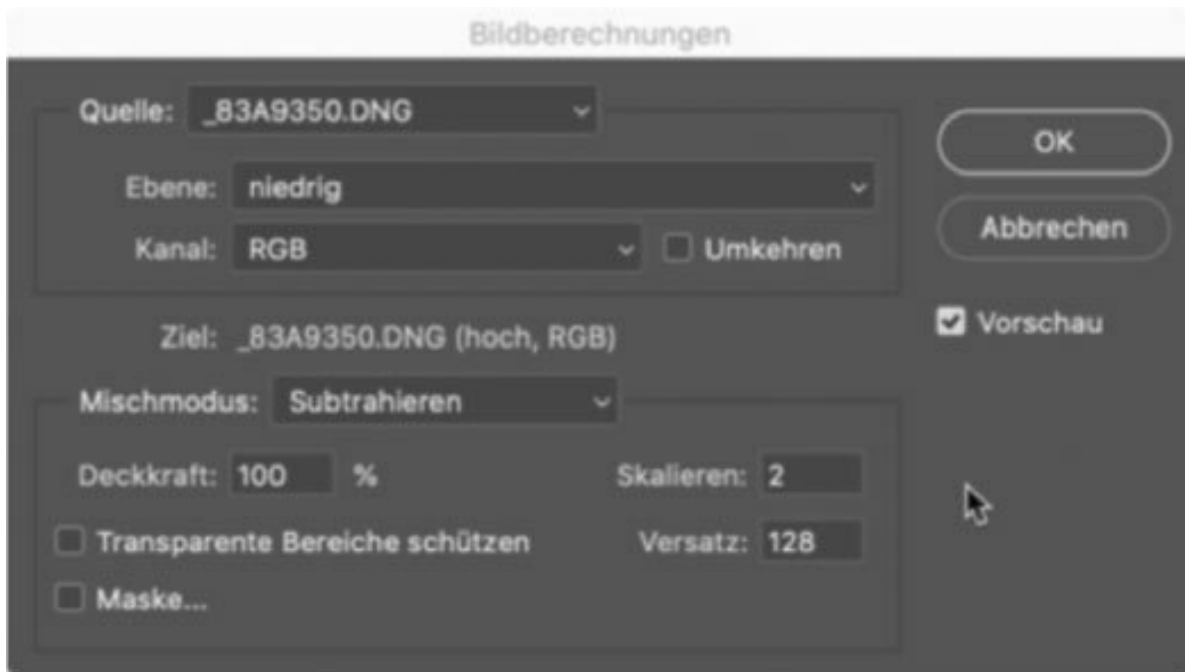 Bildberechnungen
Quelle: _83A9350.DNG
OK
Ebene: niedrig
Abbrechen
Kanal: RGB Umkehren
Vorschau
Ziel: _83A9350.DNG (hoch, RGB)
Mischmodus: Subtrahieren
Deckkraft: 100 % Skalieren: 2
Transparente Bereiche schützen Versatz: 128
Maske...